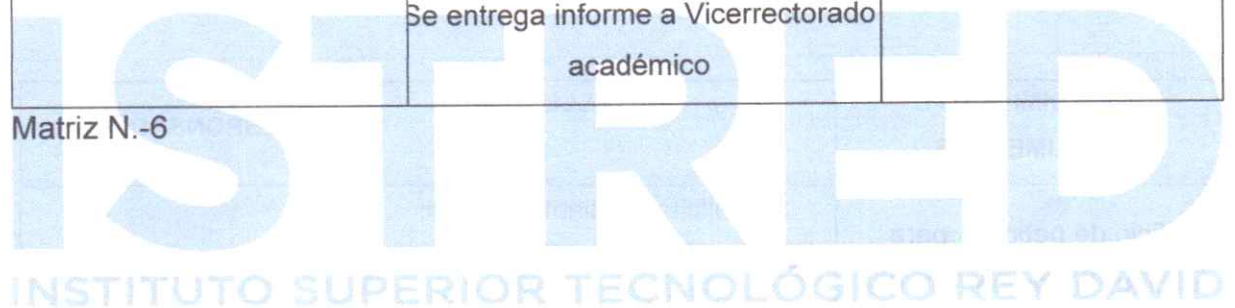 Se entrega informe a Vicerrectorado
académico
Matriz N.-6
ISTRED
INSTITUTO SUPERIOR TECNOLÓGICO REY DAVID